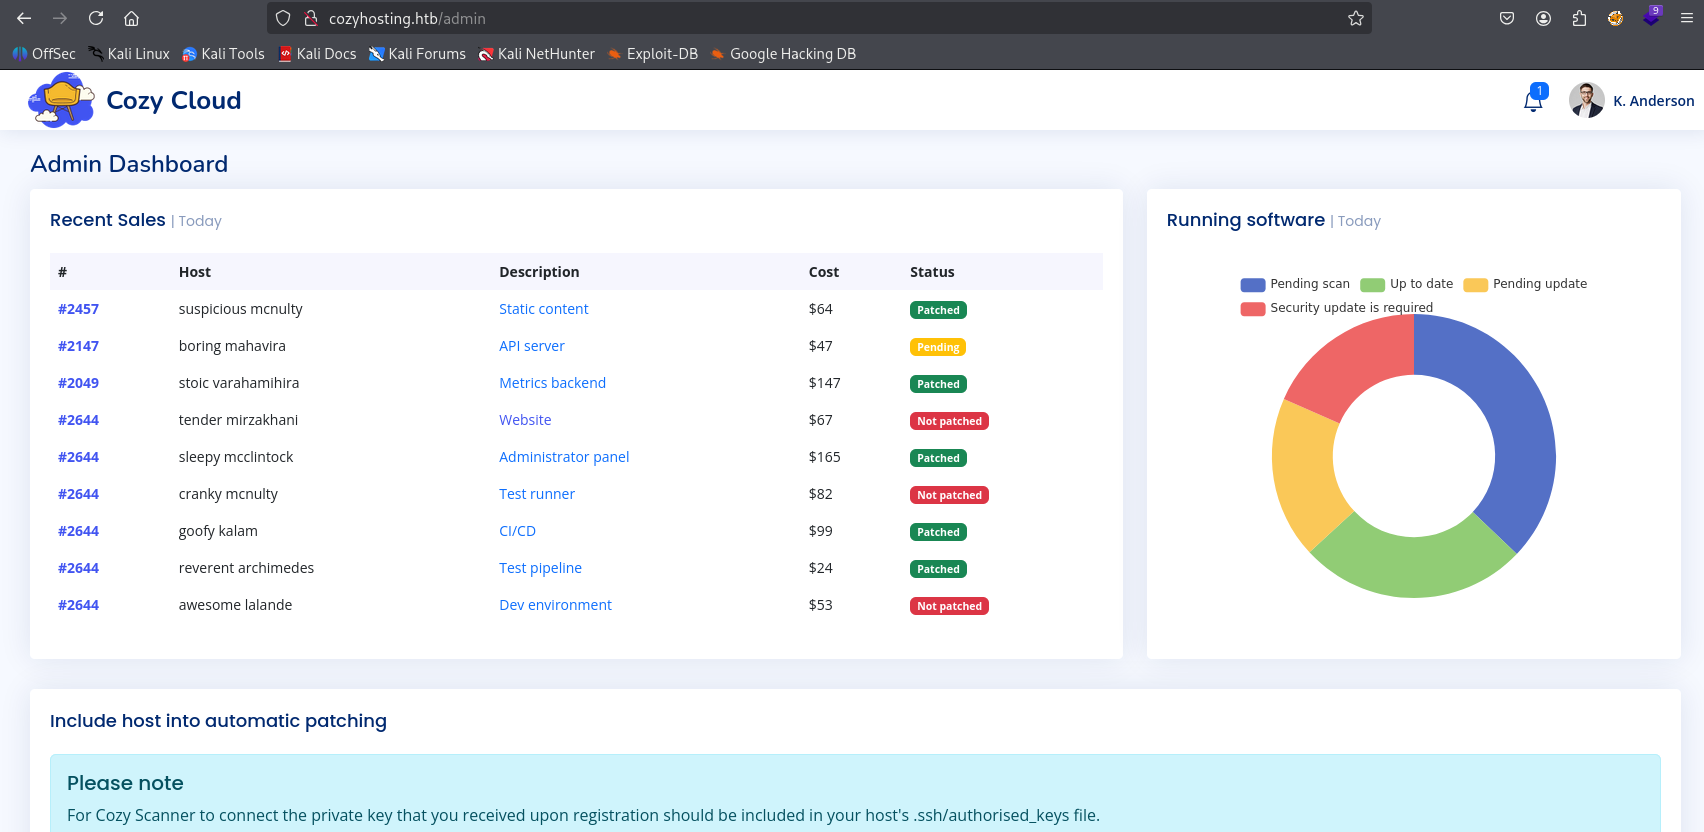 cozyhosting.htb/admin
9
OffSec Kali Linux Kali Tools Kali Docs Kali Forums Kali NetHunter Exploit-DB Google Hacking DB
Cozy Cloud
1
K. Anderson
Admin Dashboard
Recent Sales | Today
# Host Description Cost Status
#2457 suspicious mcnulty Static content $64 Patched
#2147 boring mahavira API server $47 Pending
#2049 stoic varahamihira Metrics backend $147 Patched
#2644 tender mirzakhani Website $67 Not patched
#2644 sleepy mcclintock Administrator panel $165 Patched
#2644 cranky mcnulty Test runner $82 Not patched
#2644 goofy kalam CI/CD $99 Patched
#2644 reverent archimedes Test pipeline $24 Patched
#2644 awesome lalande Dev environment $53 Not patched
Running software | Today
Pending scan Up to date Pending update
Security update is required
Include host into automatic patching
Please note
For Cozy Scanner to connect the private key that you received upon registration should be included in your host's .ssh/authorised_keys file.